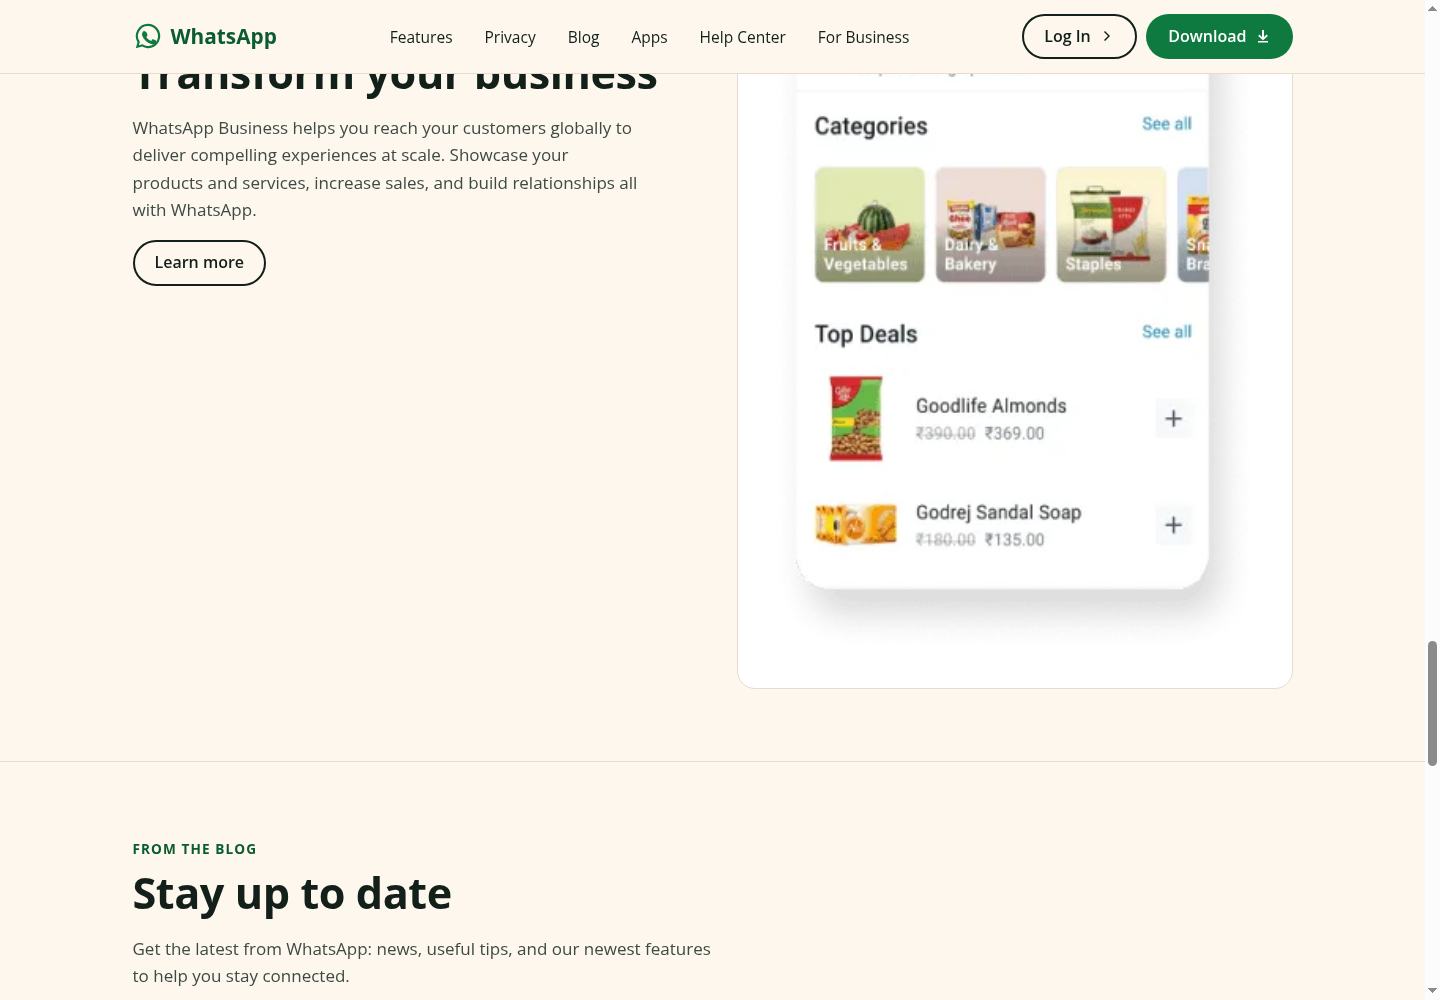 WhatsApp
Features
Privacy
Blog
Apps
Help Center
For Business
Log In
Download
Transform your business
WhatsApp Business helps you reach your customers globally to
deliver compelling experiences at scale. Showcase your
products and services, increase sales, and build relationships all
with WhatsApp.
Learn more
Categories
See all
Fruits &
Vegetables
Dairy &
Bakery
Staples
Sna
Bra
Top Deals
See all
Goodlife Almonds
₹390.00 ₹369.00
Godrej Sandal Soap
₹180.00 ₹135.00
FROM THE BLOG
Stay up to date
Get the latest from WhatsApp: news, useful tips, and our newest features
to help you stay connected.